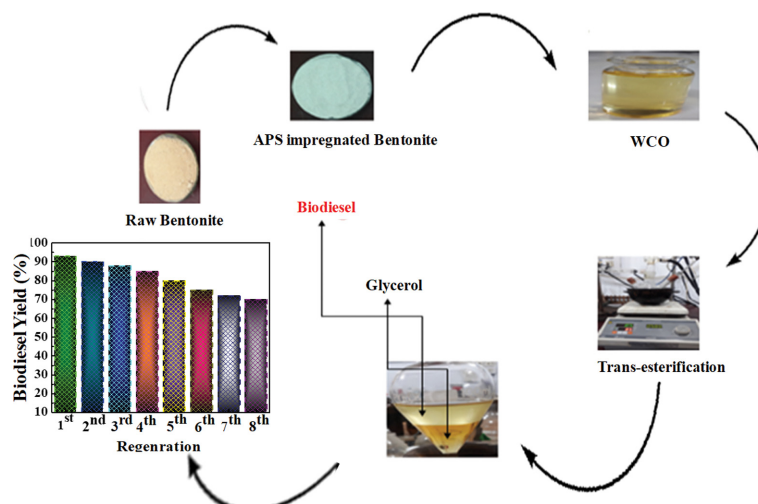 APS impregnated Bentonite
WCO
Raw Bentonite
Biodiesel
Glycerol
Trans-esterification
Biodiesel Yield (%)
100
90
80
70
60
50
40
30
20
10
1st 2nd 3rd 4th 5th 6th 7th 8th
Regenration